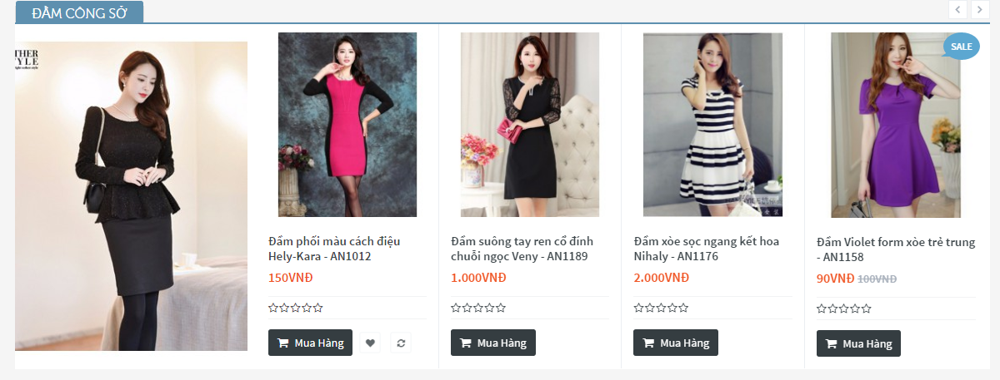 ĐẦM CÔNG SỞ
THER
TYLE
SALE
Đầm phối màu cách điệu
Hely-Kara - AN1012
150VNĐ
Mua Hàng
Đầm suông tay ren cổ đính
chuỗi ngọc Veny - AN1189
1.000VNĐ
Mua Hàng
Đầm xòe sọc ngang kết hoa
Nihaly - AN1176
2.000VNĐ
Mua Hàng
Đầm Violet form xòe trẻ trung
- AN1158
90VNĐ 100VNĐ
Mua Hàng